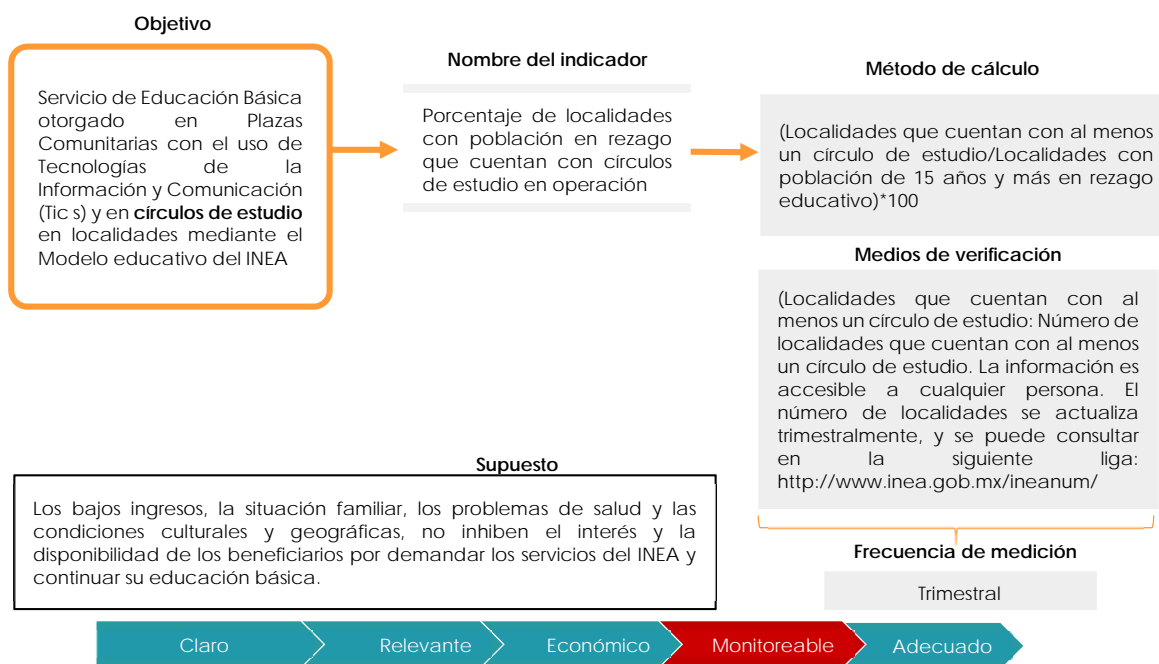 Objetivo
Servicio de Educación Básica
otorgado en Plazas
Comunitarias con el uso de
Tecnologías de la
Información y Comunicación
(Tic s) y en círculos de estudio
en localidades mediante el
Modelo educativo del INEA
Nombre del indicador
Porcentaje de localidades
con población en rezago
que cuentan con círculos
de estudio en operación
Método de cálculo
(Localidades que cuentan con al menos
un círculo de estudio/Localidades con
población de 15 años y más en rezago
educativo)*100
Medios de verificación
(Localidades que cuentan con al
menos un círculo de estudio: Número de
localidades que cuentan con al menos
un círculo de estudio. La información es
accesible a cualquier persona. El
número de localidades se actualiza
trimestralmente, y se puede consultar
en la siguiente liga:
http://www.inea.gob.mx/ineanum/
Supuesto
Los bajos ingresos, la situación familiar, los problemas de salud y las
condiciones culturales y geográficas, no inhiben el interés y la
disponibilidad de los beneficiarios por demandar los servicios del INEA y
continuar su educación básica.
Frecuencia de medición
Trimestral
Claro
Relevante
Económico
Monitoreable
Adecuado